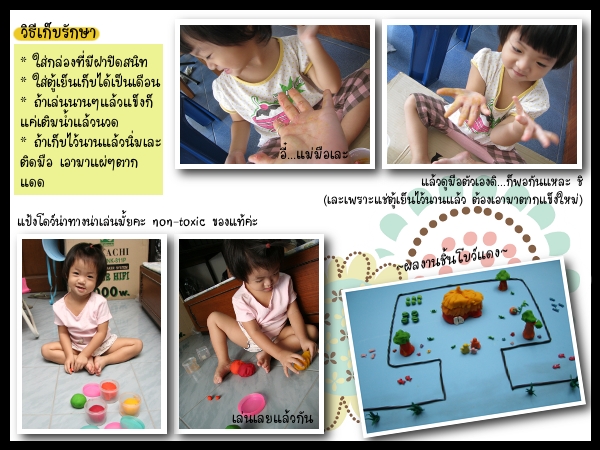 วิธีเก็บรักษา
* ใส่กล่องที่มีฝาปิดสนิท
* ใส่ตู้เย็นเก็บได้เป็นเดือน
* ถ้าเล่นนานๆแล้วแข็งก็
แค่เติมน้ำแล้วนวด
* ถ้าเก็บไว้นานแล้วนิ่มเละ
ติดมือ เอามาแผ่ๆตาก
แดด
อี๋...แม่มือเละ
แล้วดูมือตัวเองดิ...ก็พอกันแหละ ชิ
(เละเพราะแช่ตู้เย็นไว้นานแล้ว ต้องเอามาตากแข็งใหม่)
แป้งโดว์น่าทางน่าเล่นมั้ยคะ non-toxic ของแท้ค่ะ
~ผลงานชิ้นโบว์แดง~
HITACHI
HIFI
00w.
เล่นเลยแล้วกัน